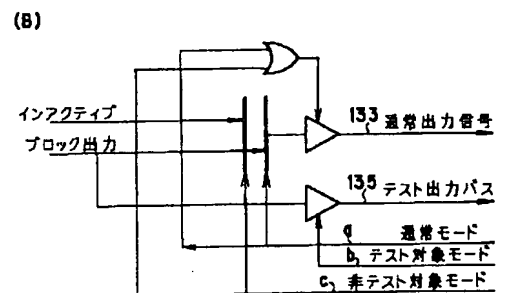 (B)
インアクティブ
ブロック出力
133 通常出力信号
135 テスト出力バス
a 通常モード
b テスト対象モード
c 非テスト対象モード